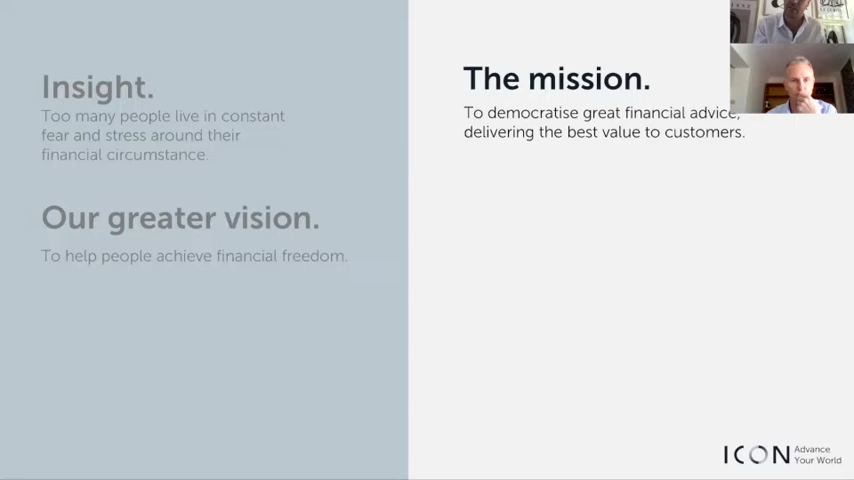 Insight.
Too many people live in constant
fear and stress around their
financial circumstance.
Our greater vision.
To help people achieve financial freedom.
The mission.
To democratise great financial advice,
delivering the best value to customers.
ICON Advance
Your World